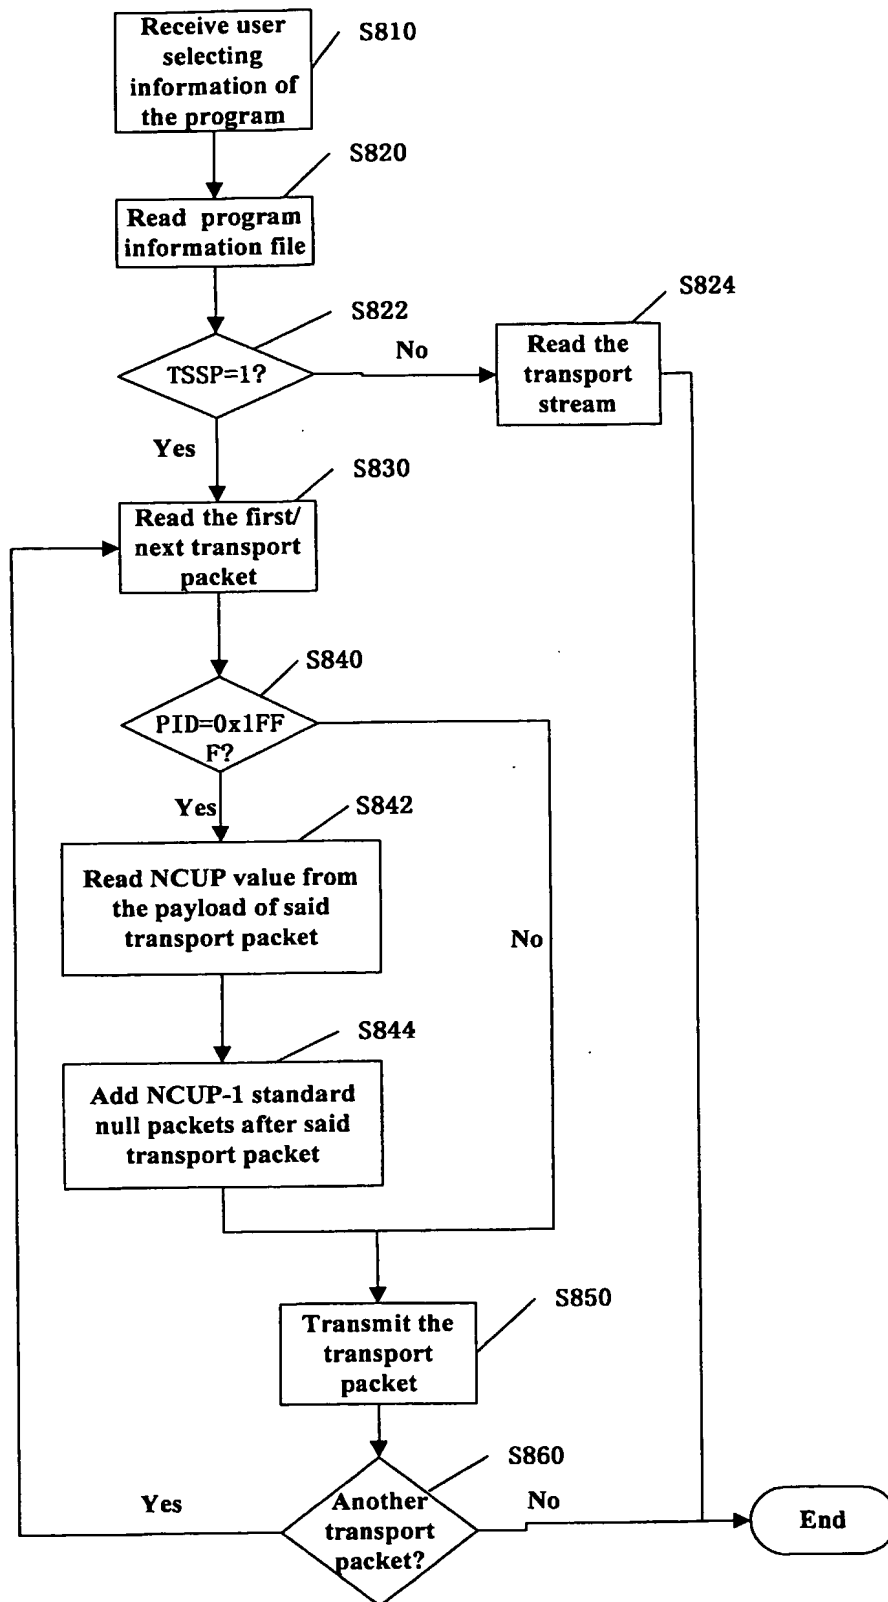 Receive user
selecting
information of
the program
S810
S820
Read program
information file
S822
TSSP=1?
No
S824
Read the
transport
stream
Yes
S830
Read the first/
next transport
packet
S840
PID=0x1FF
F?
Yes
S842
Read NCUP value from
the payload of said
transport packet
No
S844
Add NCUP-1 standard
null packets after said
transport packet
S850
Transmit the
transport
packet
S860
Another
transport
packet?
Yes
No
End